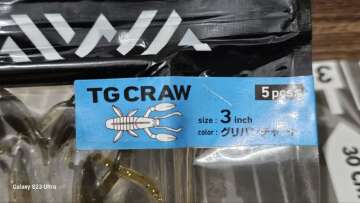 DAIWA
TG CRAW
5 pcs
size : 3 inch
color : グリパンチャート
Galaxy S23 Ultra